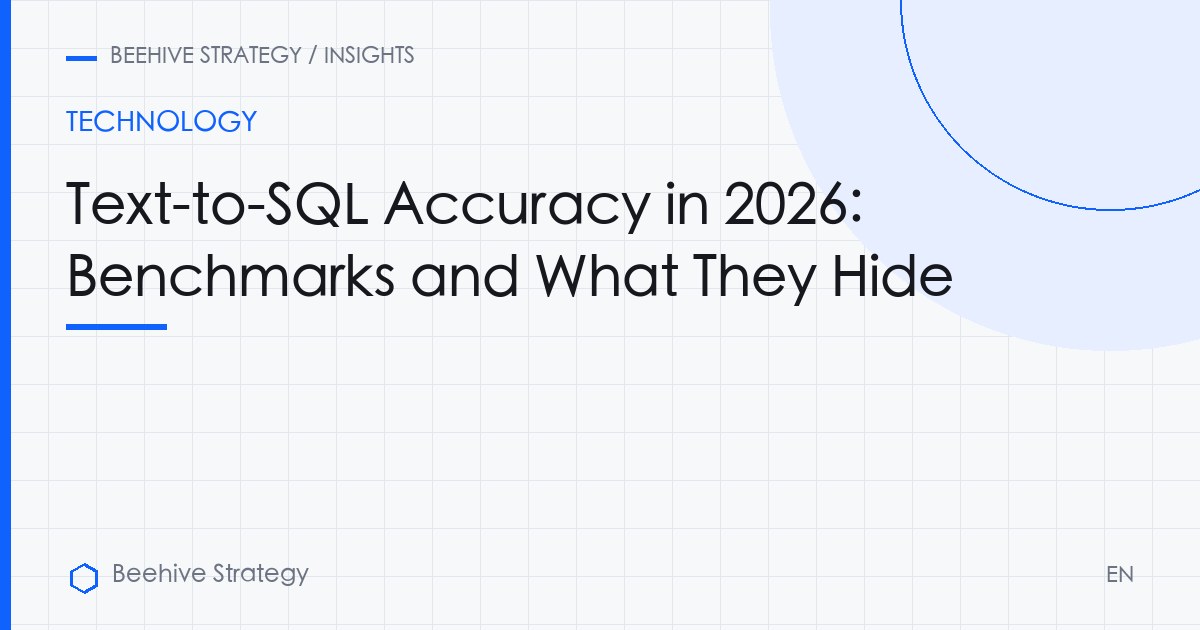 BEEHIVE STRATEGY / INSIGHTS
TECHNOLOGY
Text-to-SQL Accuracy in 2026:
Benchmarks and What They Hide
Beehive Strategy
EN